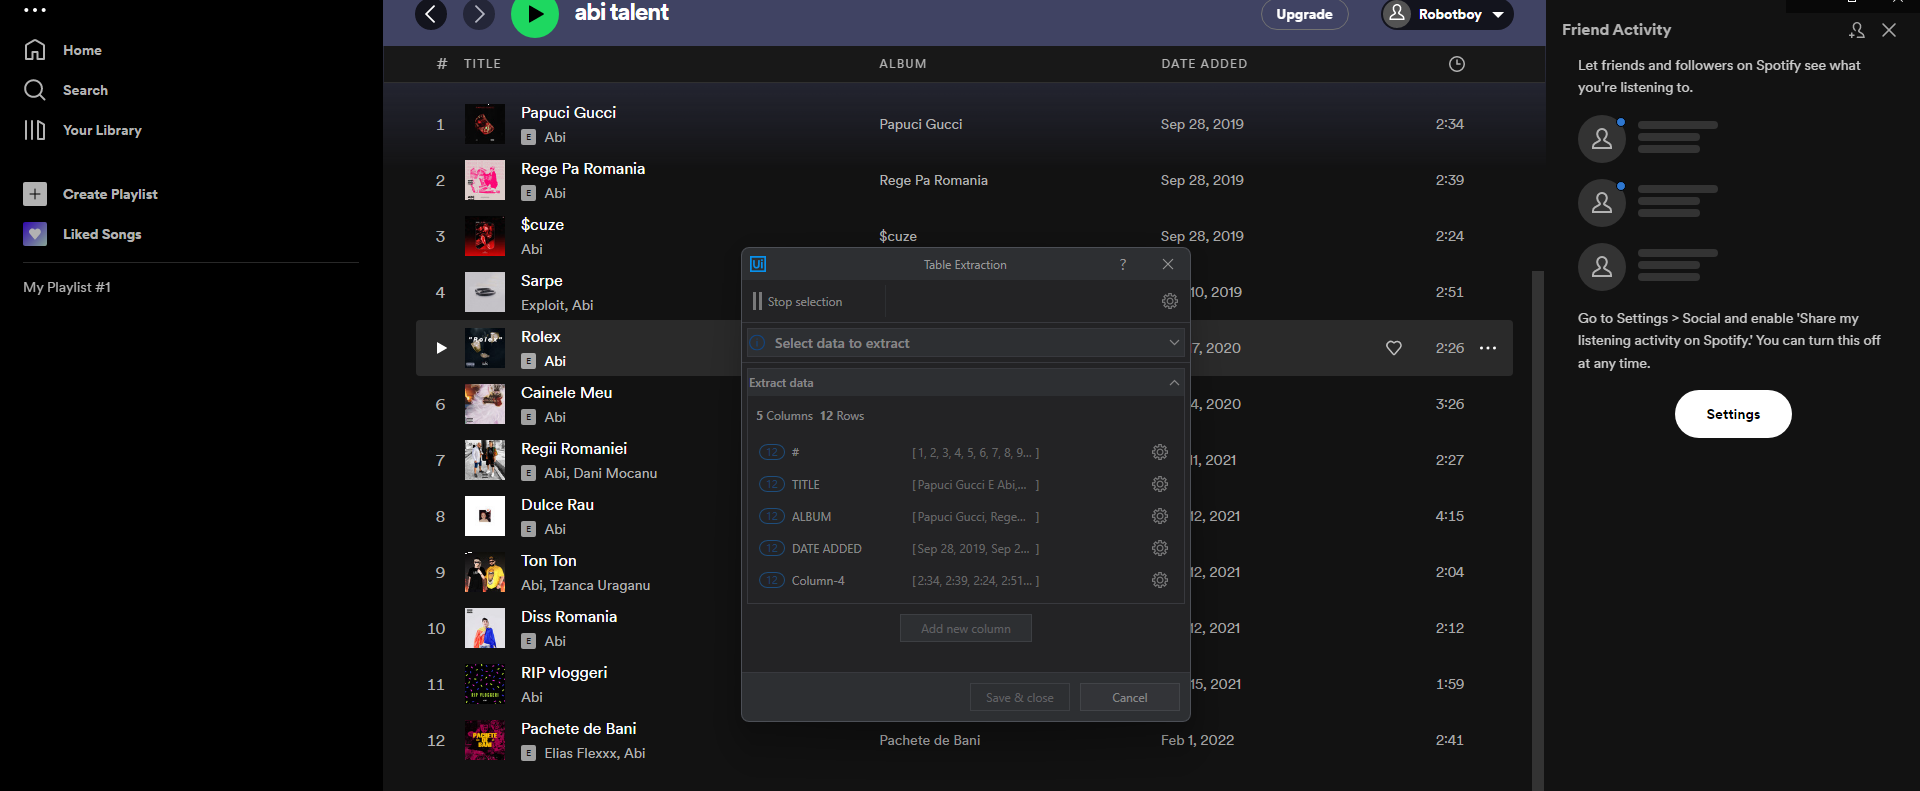 Home
Search
Your Library
Create Playlist
Liked Songs
My Playlist #1
abi talent
Upgrade
Robotboy
# TITLE ALBUM DATE ADDED
1 Papuci Gucci Papuci Gucci Sep 28, 2019 2:34
E Abi
2 Rege Pa Romania Rege Pa Romania Sep 28, 2019 2:39
E Abi
3 $cuze $cuze Sep 28, 2019 2:24
Abi
4 Sarpe 10, 2019 2:51
Exploit, Abi
"Rolex" Rolex 7, 2020 2:26
E Abi
6 Cainele Meu 4, 2020 3:26
E Abi
7 Regii Romaniei 11, 2021 2:27
E Abi, Dani Mocanu
8 Dulce Rau 12, 2021 4:15
E Abi
9 Ton Ton 12, 2021 2:04
Abi, Tzanca Uraganu
10 Diss Romania 12, 2021 2:12
E Abi
11 RIP vloggeri 15, 2021 1:59
RIP VLOGGERI
Abi
12 Pachete de Bani Pachete de Bani Feb 1, 2022 2:41
PACHETE DE BANI
E Elias Flexxx, Abi
Ui Table Extraction ?
Stop selection
Select data to extract
Extract data
5 Columns 12 Rows
12 # [ 1, 2, 3, 4, 5, 6, 7, 8, 9... ]
12 TITLE [ Papuci Gucci E Abi,... ]
12 ALBUM [ Papuci Gucci, Rege... ]
12 DATE ADDED [ Sep 28, 2019, Sep 2... ]
12 Column-4 [ 2:34, 2:39, 2:24, 2:51... ]
Add new column
Save & close Cancel
Friend Activity
Let friends and followers on Spotify see what
you're listening to.
Go to Settings > Social and enable 'Share my
listening activity on Spotify.' You can turn this off
at any time.
Settings